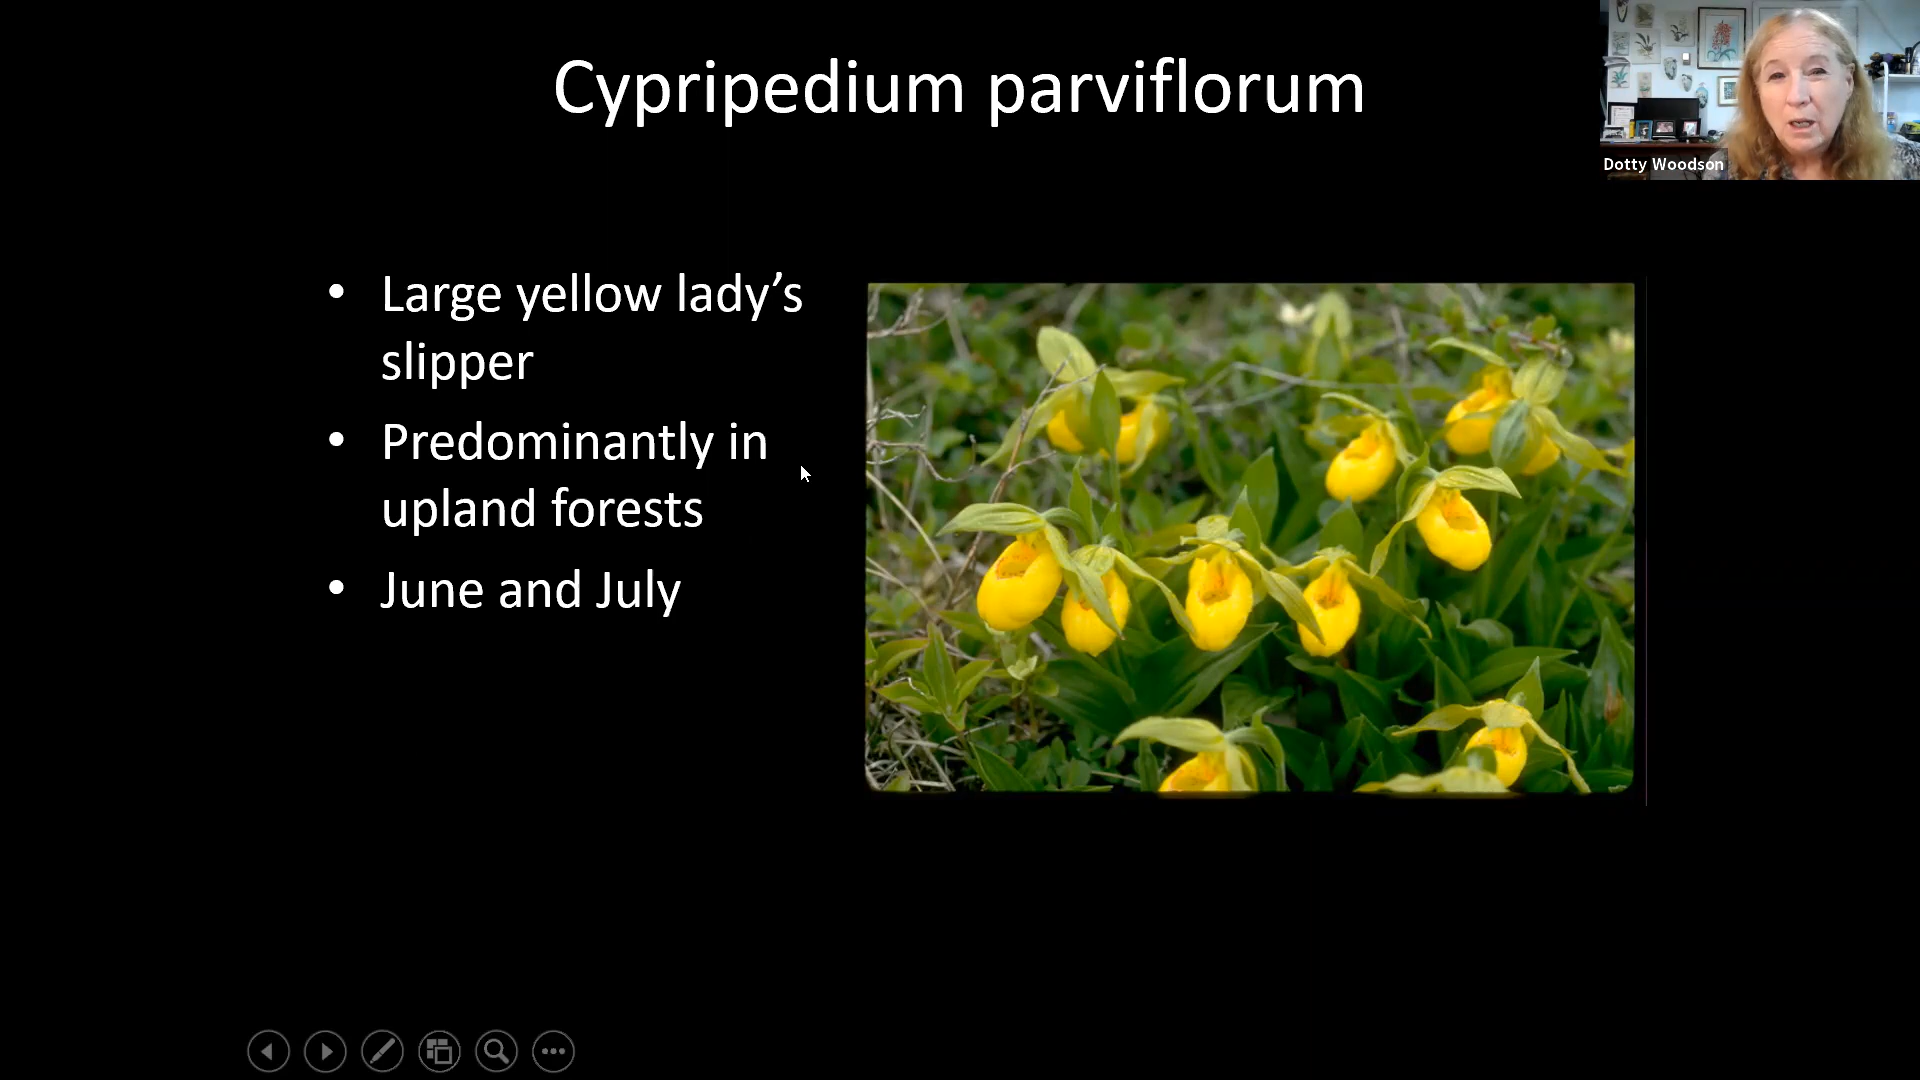 Cypripedium parviflorum
Dotty Woodson
• Large yellow lady’s
slipper
• Predominantly in
upland forests
• June and July